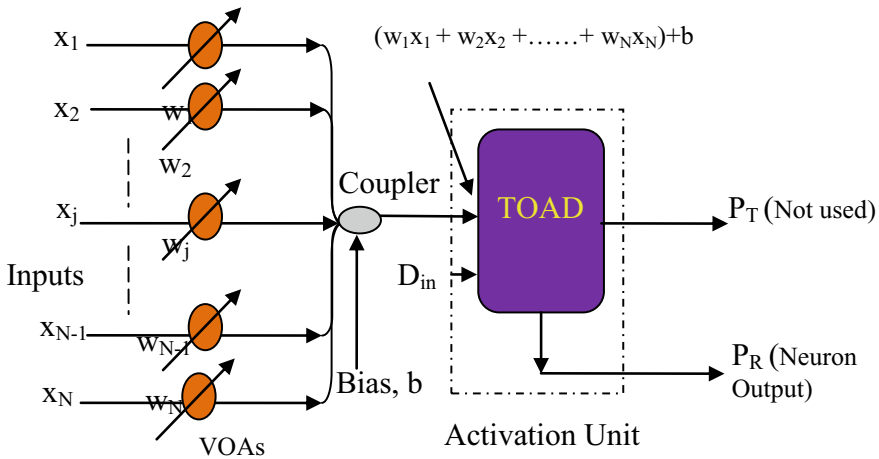 x1
(w1x1 + w2x2 +……+ wNxN)+b
x2
w
w2
Coupler
TOAD
xj
wj
PT (Not used)
Inputs
Din
xN-1
wN-1
PR (Neuron
Output)
xN
wN
Bias, b
VOAs
Activation Unit